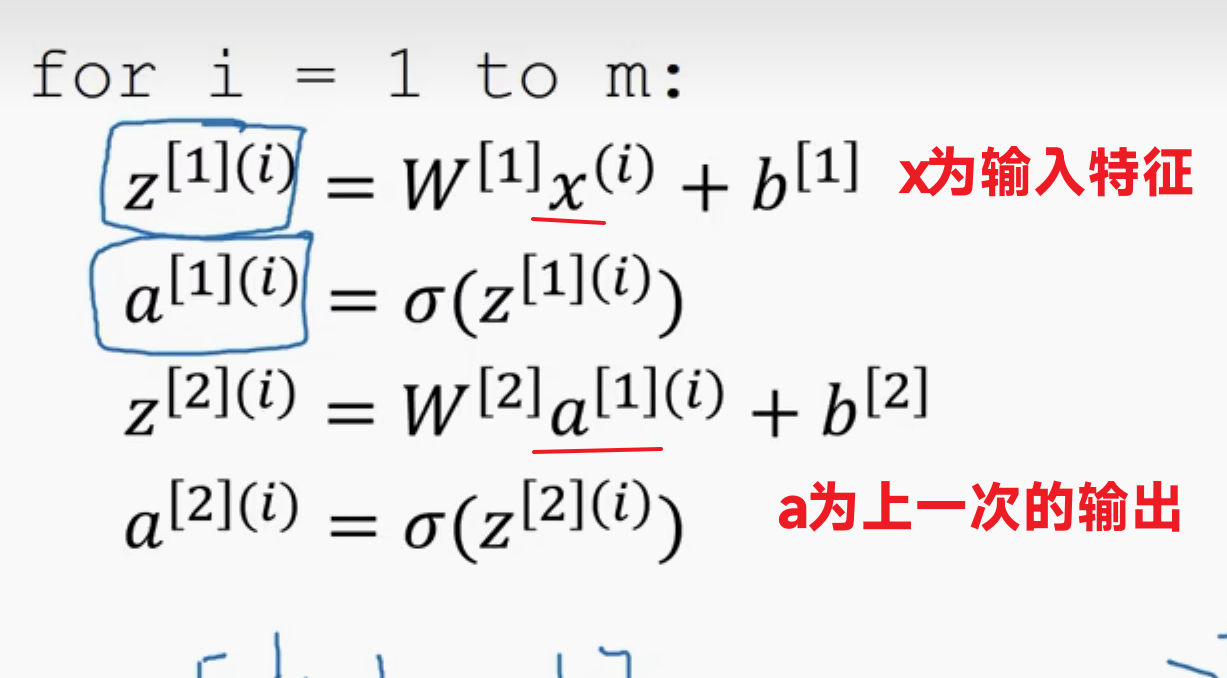 for i = 1 to m:
z^{[1](i)} = W^{[1]}x^{(i)} + b^{[1]} x为输入特征
a^{[1](i)} = σ(z^{[1](i)})
z^{[2](i)} = W^{[2]}a^{[1](i)} + b^{[2]}
a^{[2](i)} = σ(z^{[2](i)}) a为上一次的输出